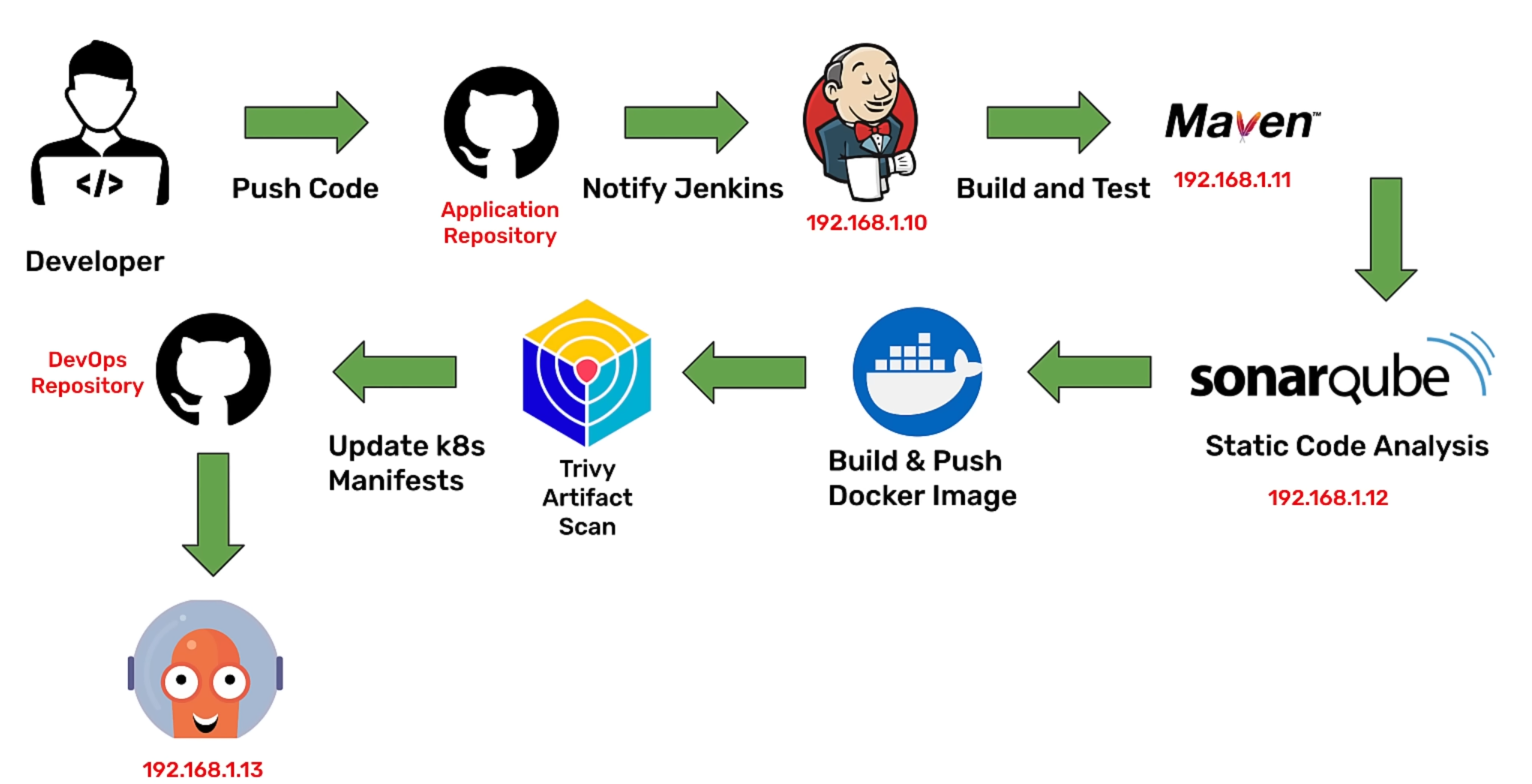 </>
Developer
Push Code
Application
Repository
Notify Jenkins
192.168.1.10
Build and Test
Maven™
192.168.1.11
sonarqube
Static Code Analysis
192.168.1.12
Build & Push
Docker Image
Trivy
Artifact
Scan
Update k8s
Manifests
DevOps
Repository
192.168.1.13